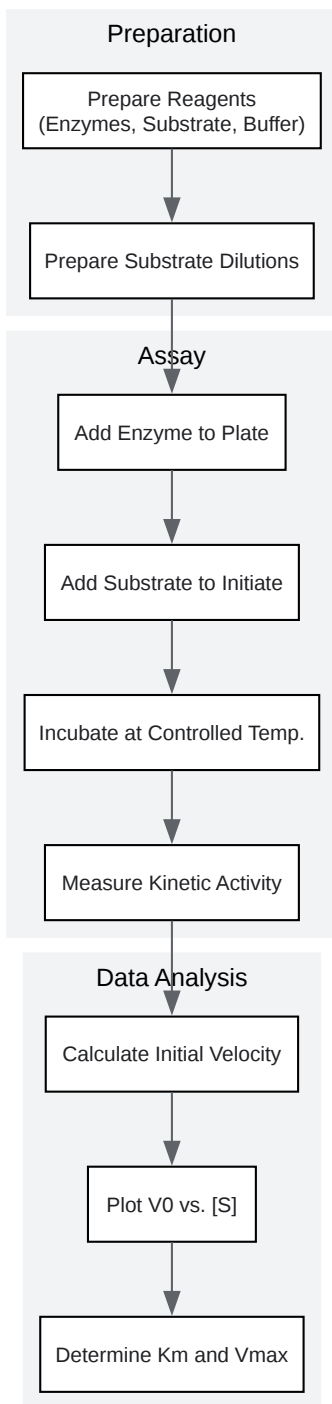 Preparation
Prepare Reagents
(Enzymes, Substrate, Buffer)
Prepare Substrate Dilutions
Assay
Add Enzyme to Plate
Add Substrate to Initiate
Incubate at Controlled Temp.
Measure Kinetic Activity
Data Analysis
Calculate Initial Velocity
Plot V0 vs. [S]
Determine Km and Vmax